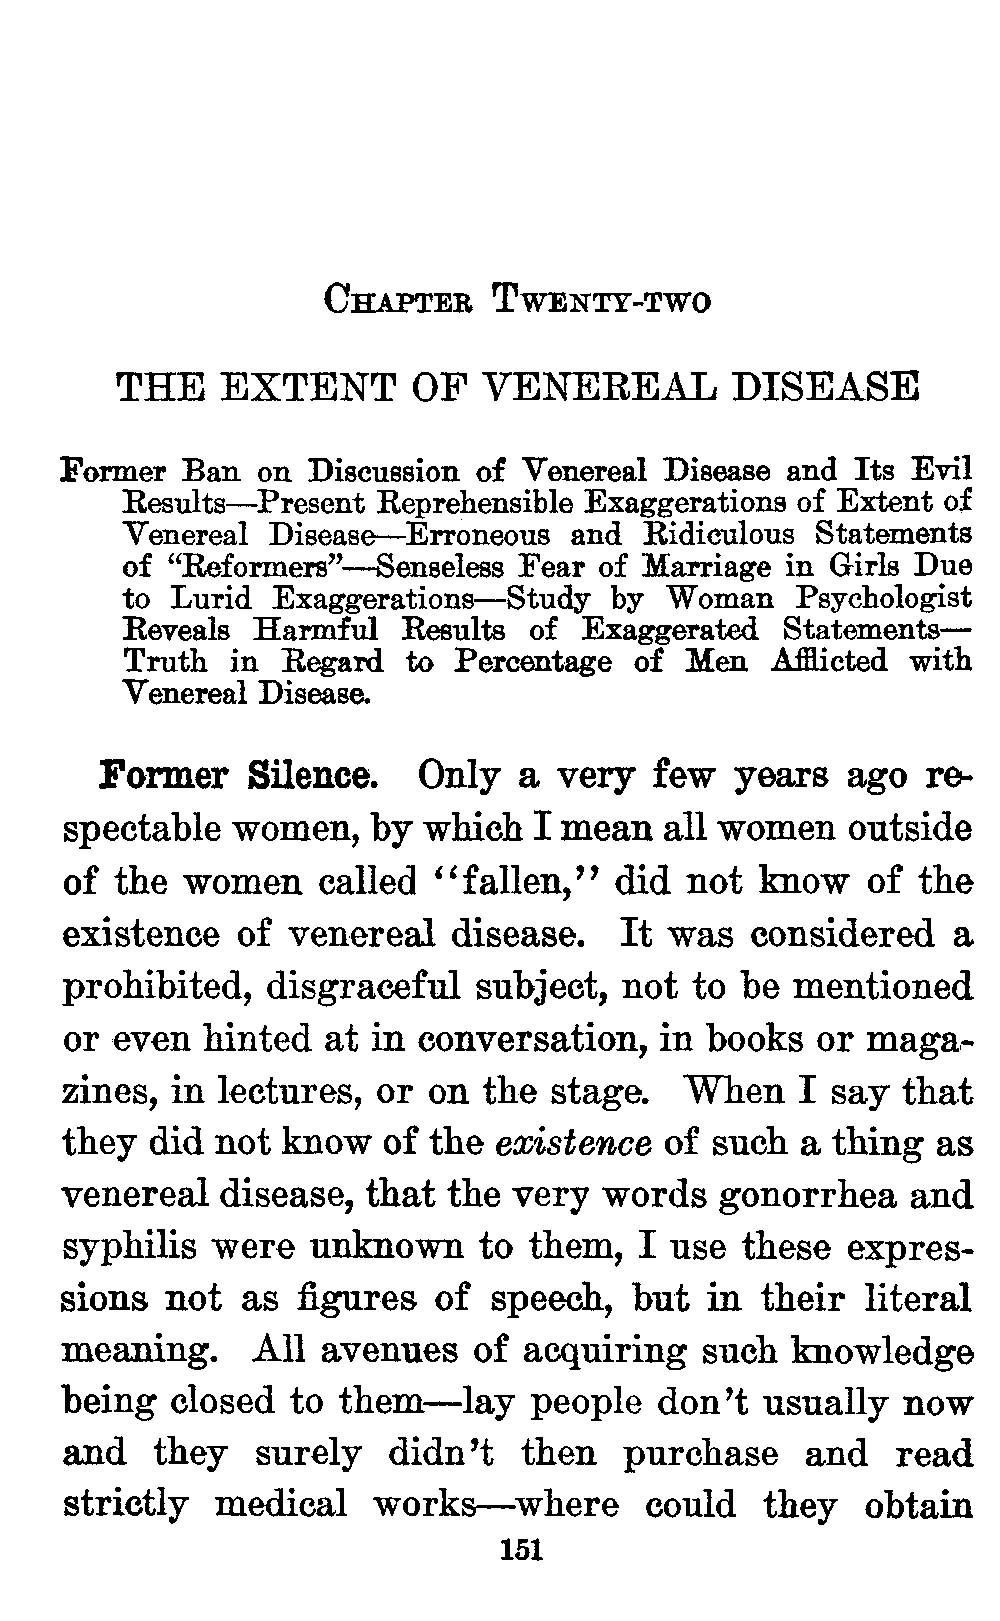 CHAPTER TWENTY-TWO
THE EXTENT OF VENEREAL DISEASE
Former Ban on Discussion of Venereal Disease and Its Evil
Results—Present Reprehensible Exaggerations of Extent of
Venereal Disease—Erroneous and Ridiculous Statements
of “Reformers”—Senseless Fear of Marriage in Girls Due
to Lurid Exaggerations—Study by Woman Psychologist
Reveals Harmful Results of Exaggerated Statements—
Truth in Regard to Percentage of Men Afflicted with
Venereal Disease.
Former Silence. Only a very few years ago re-
spectable women, by which I mean all women outside
of the women called “fallen,” did not know of the
existence of venereal disease. It was considered a
prohibited, disgraceful subject, not to be mentioned
or even hinted at in conversation, in books or maga-
zines, in lectures, or on the stage. When I say that
they did not know of the existence of such a thing as
venereal disease, that the very words gonorrhea and
syphilis were unknown to them, I use these expres-
sions not as figures of speech, but in their literal
meaning. All avenues of acquiring such knowledge
being closed to them—lay people don’t usually now
and they surely didn’t then purchase and read
strictly medical works—where could they obtain
151